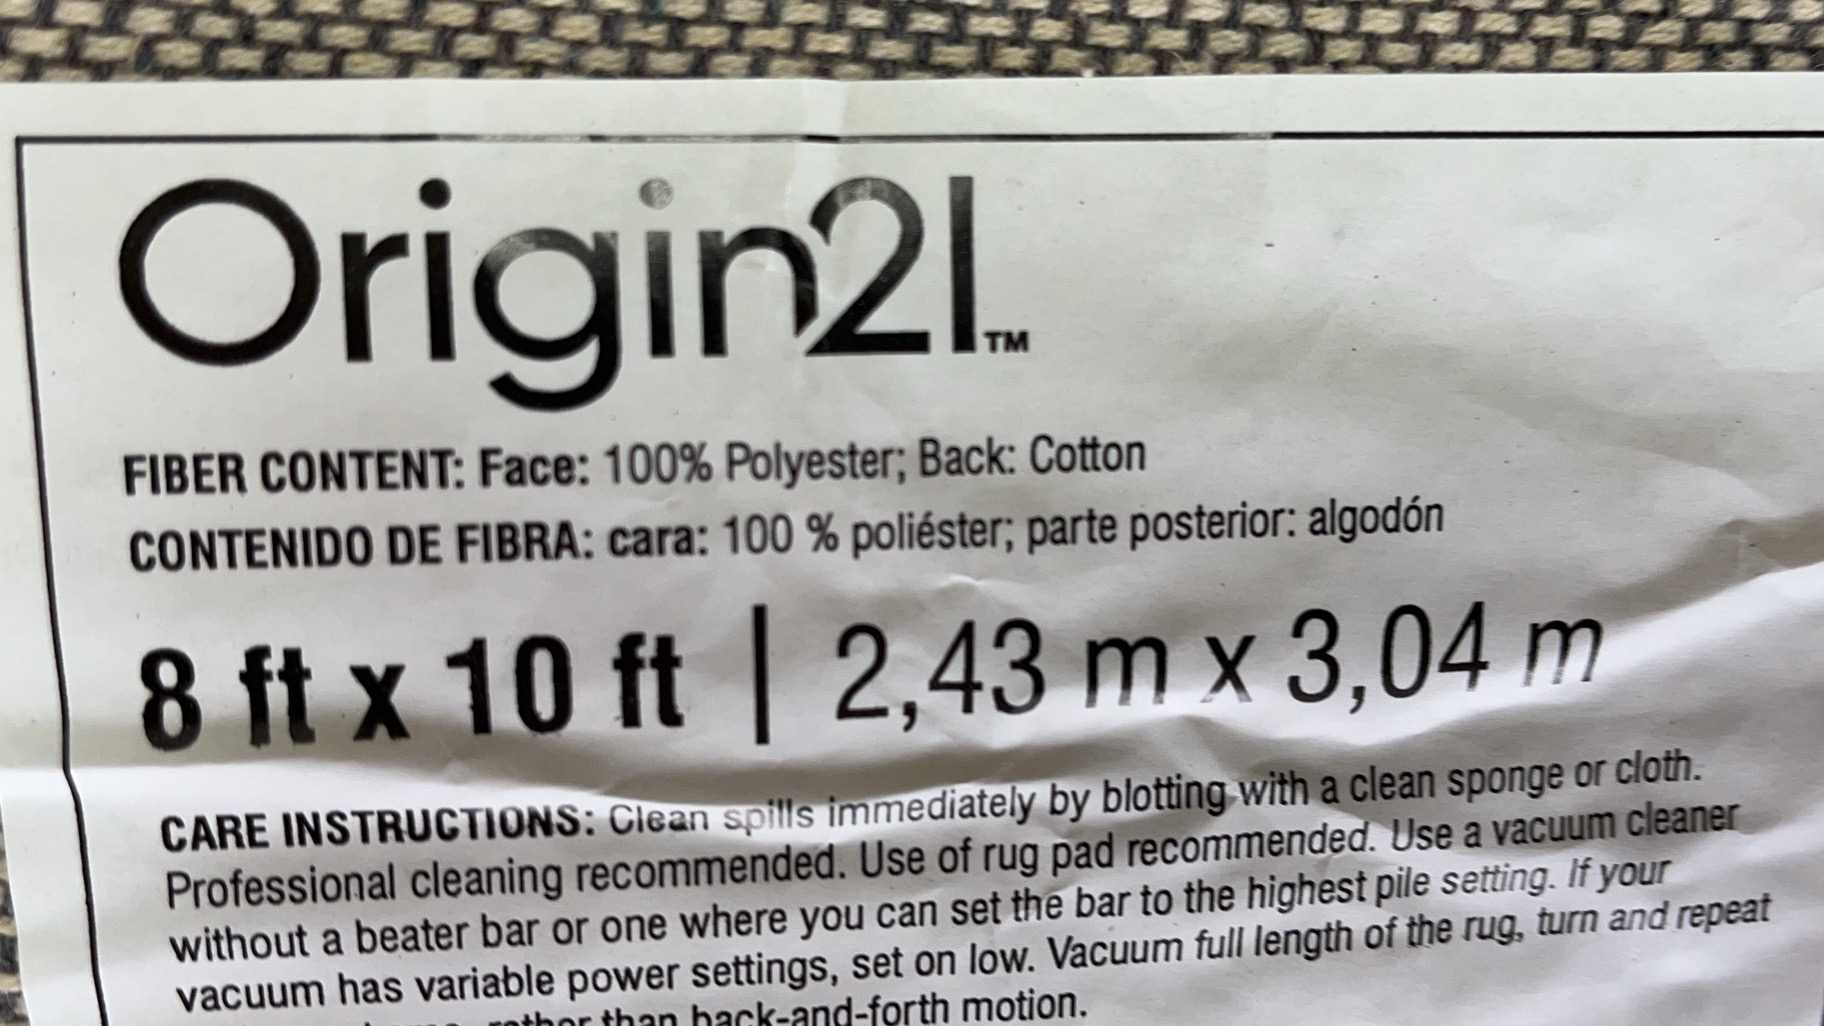 Origin21™
FIBER CONTENT: Face: 100% Polyester; Back: Cotton
CONTENIDO DE FIBRA: cara: 100 % poliéster; parte posterior: algodón
8 ft x 10 ft | 2,43 m x 3,04 m
CARE INSTRUCTIONS: Clean spills immediately by blotting with a clean sponge or cloth.
Professional cleaning recommended. Use of rug pad recommended. Use a vacuum cleaner
without a beater bar or one where you can set the bar to the highest pile setting. If your
vacuum has variable power settings, set on low. Vacuum full length of the rug, turn and repeat
rather than back-and-forth motion.